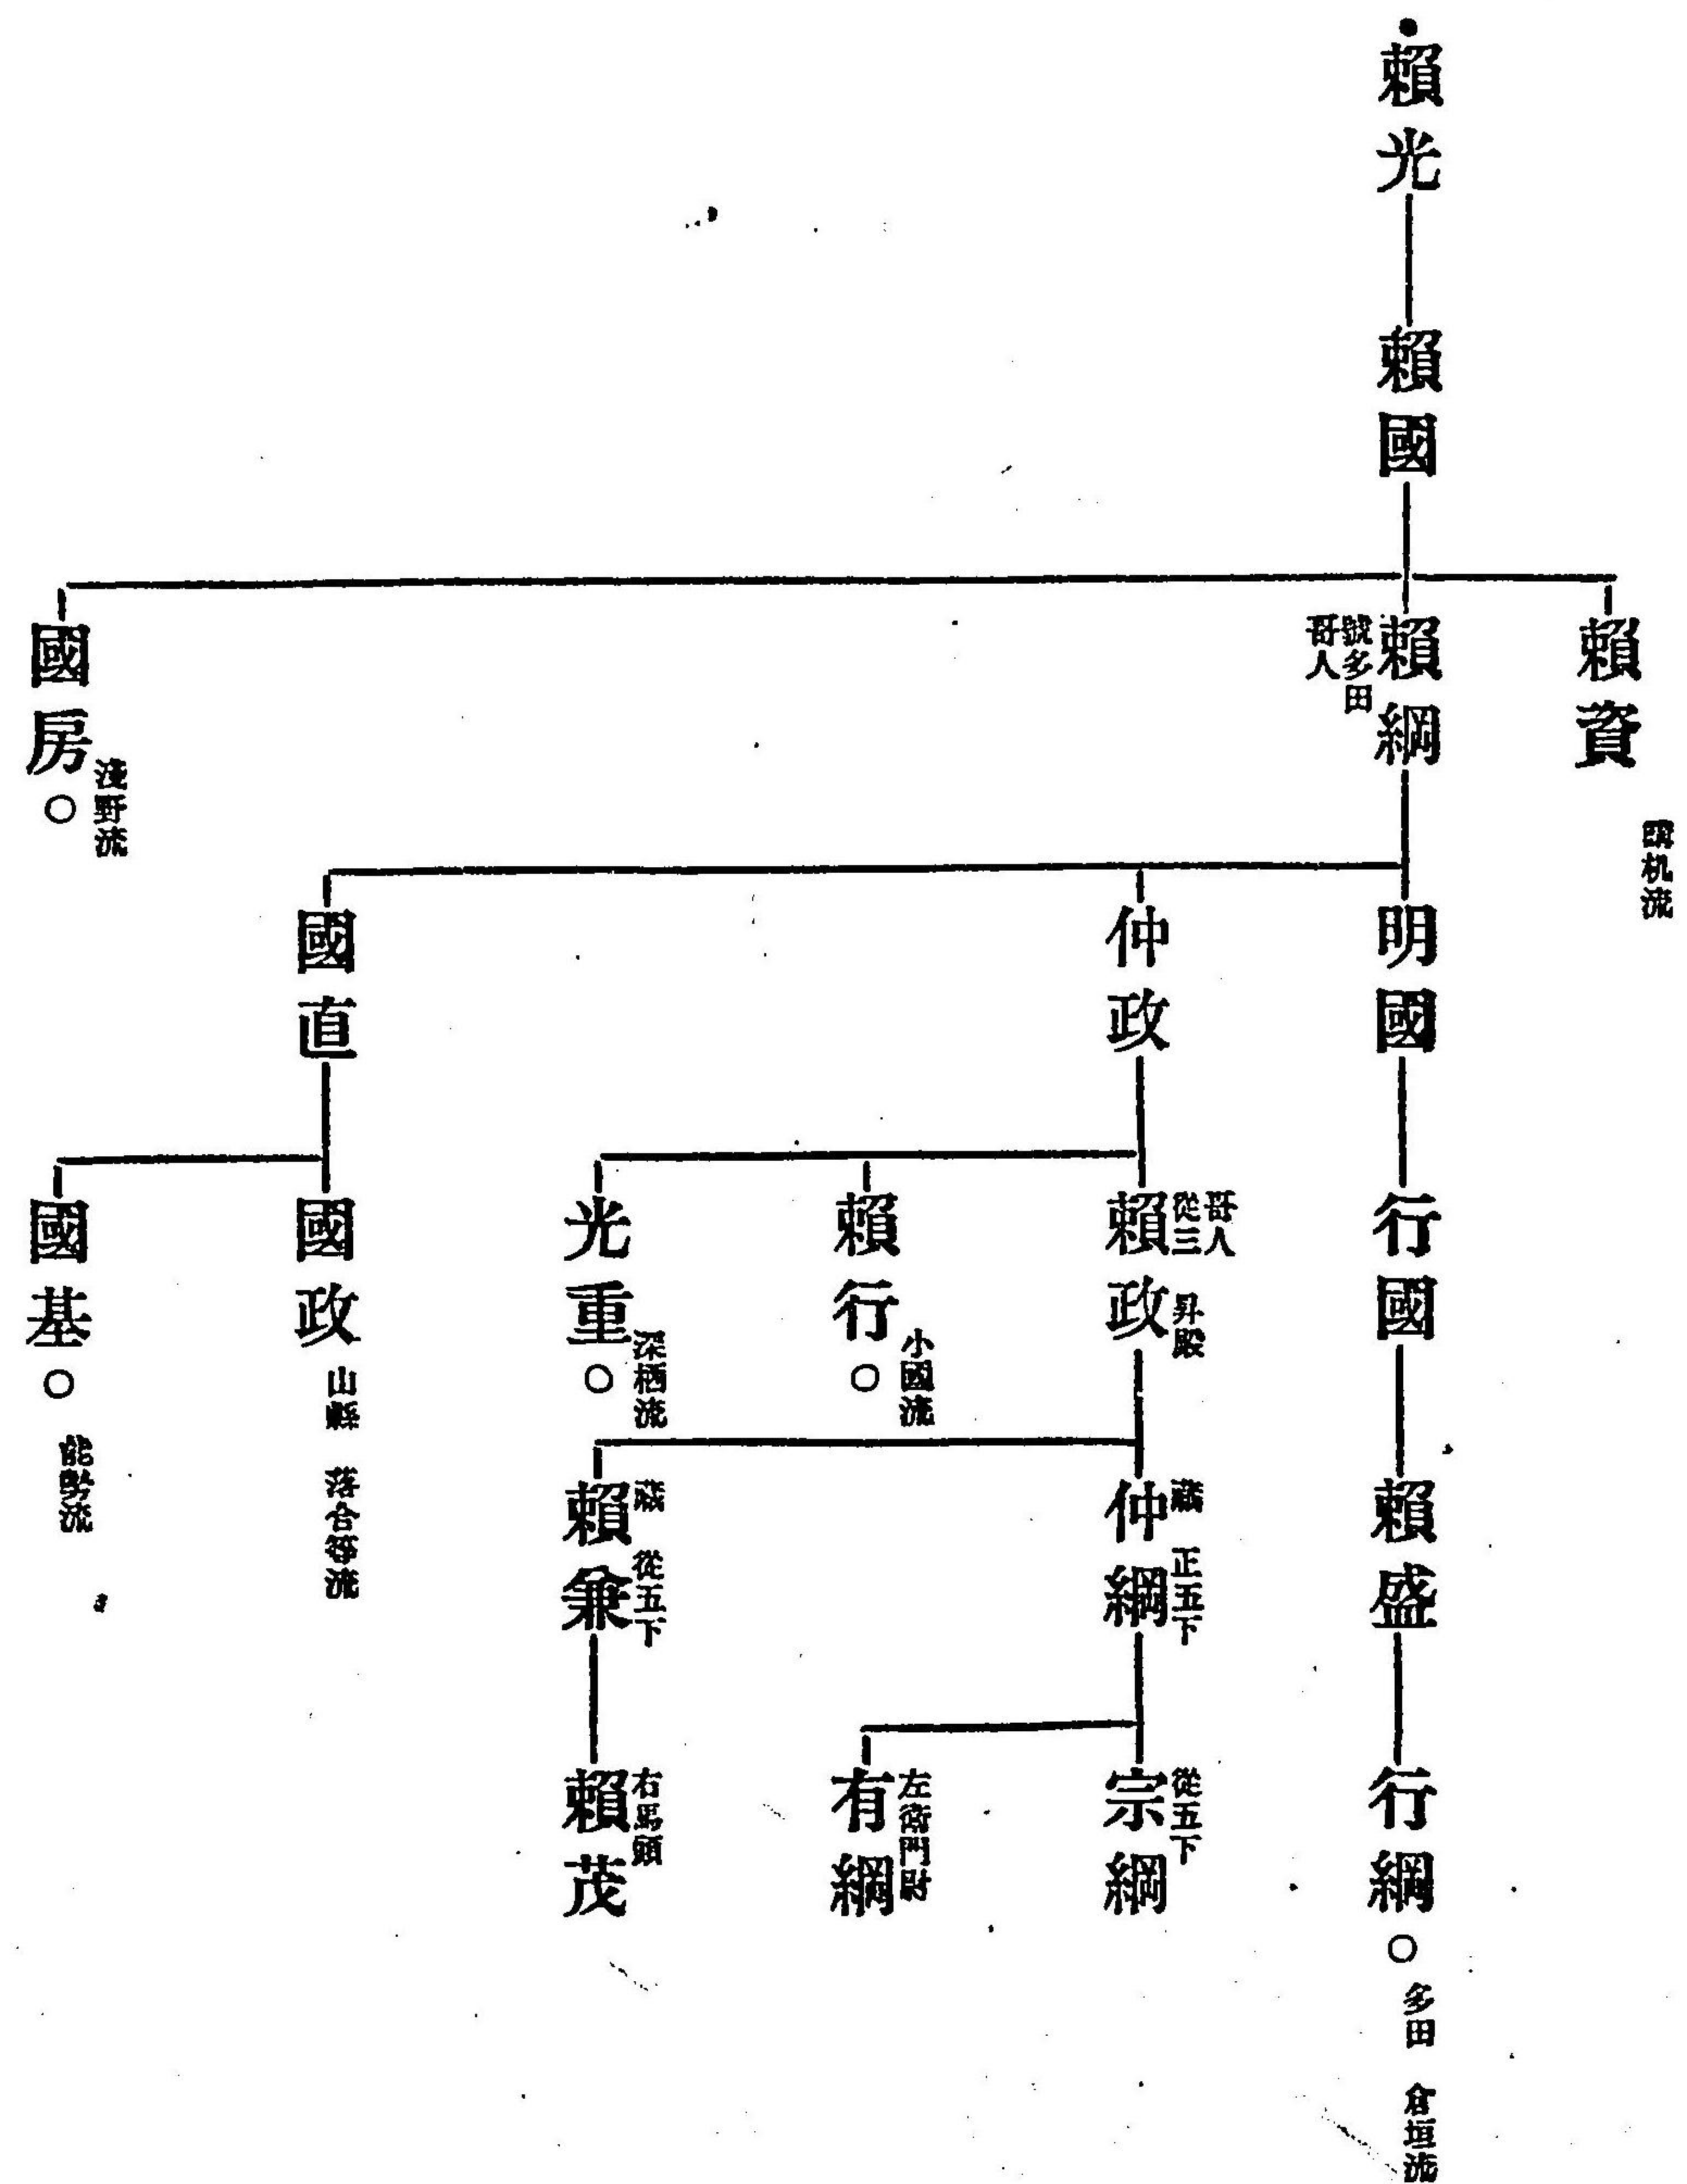 賴光
賴國
賴資
賴綱
號多田
哥人
國房○
淺野流
明國
仲政
國直
行國
賴政
哥人
從三 昇殿
賴行○
小國流
光重○
深栖流
國政
山縣 落合等流
國基○
能勢流
賴盛
仲綱
藏 正五下
賴兼
藏 從五下
行綱○
多田 倉垣流
宗綱
從五下
有綱
左衛門尉
賴茂
右馬頭